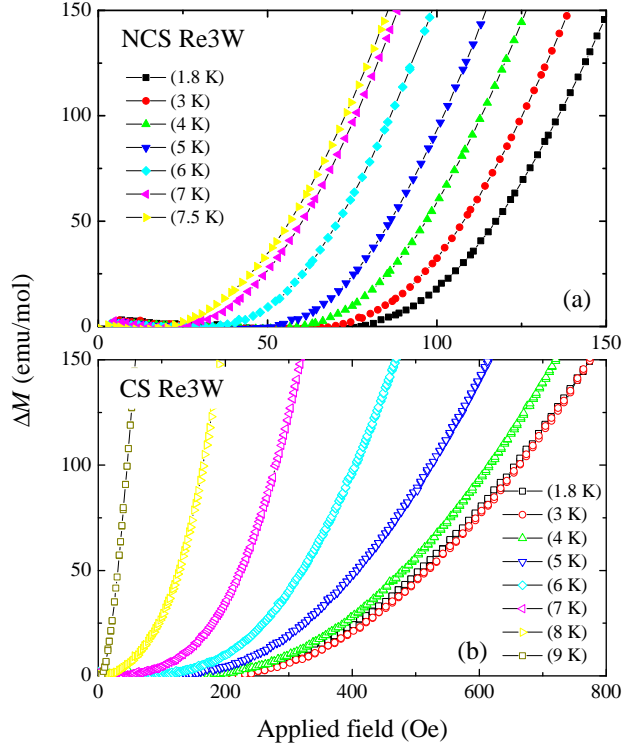 NCS Re3W
(1.8 K)
(3 K)
(4 K)
(5 K)
(6 K)
(7 K)
(7.5 K)
(a)
0
50
100
150
0
50
100
150
ΔM (emu/mol)
CS Re3W
(1.8 K)
(3 K)
(4 K)
(5 K)
(6 K)
(7 K)
(8 K)
(9 K)
(b)
0
50
100
150
0
200
400
600
800
Applied field (Oe)